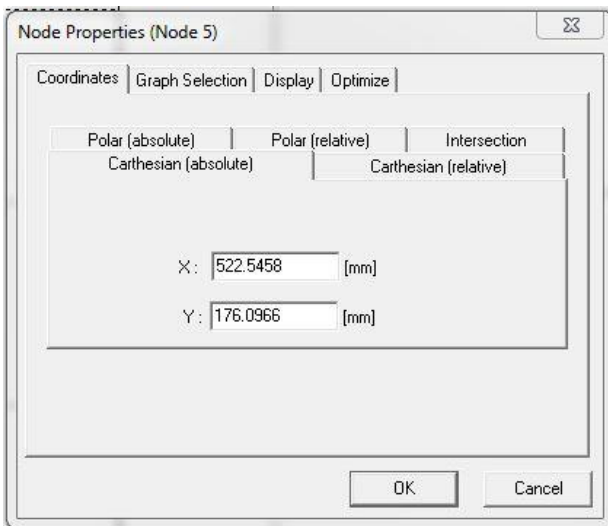 Node Properties (Node 5)
Coordinates Graph Selection Display Optimize
Polar (absolute) Polar (relative) Intersection
Carthesian (absolute) Carthesian (relative)
X: 522.5458 [mm]
Y: 176.0966 [mm]
OK Cancel